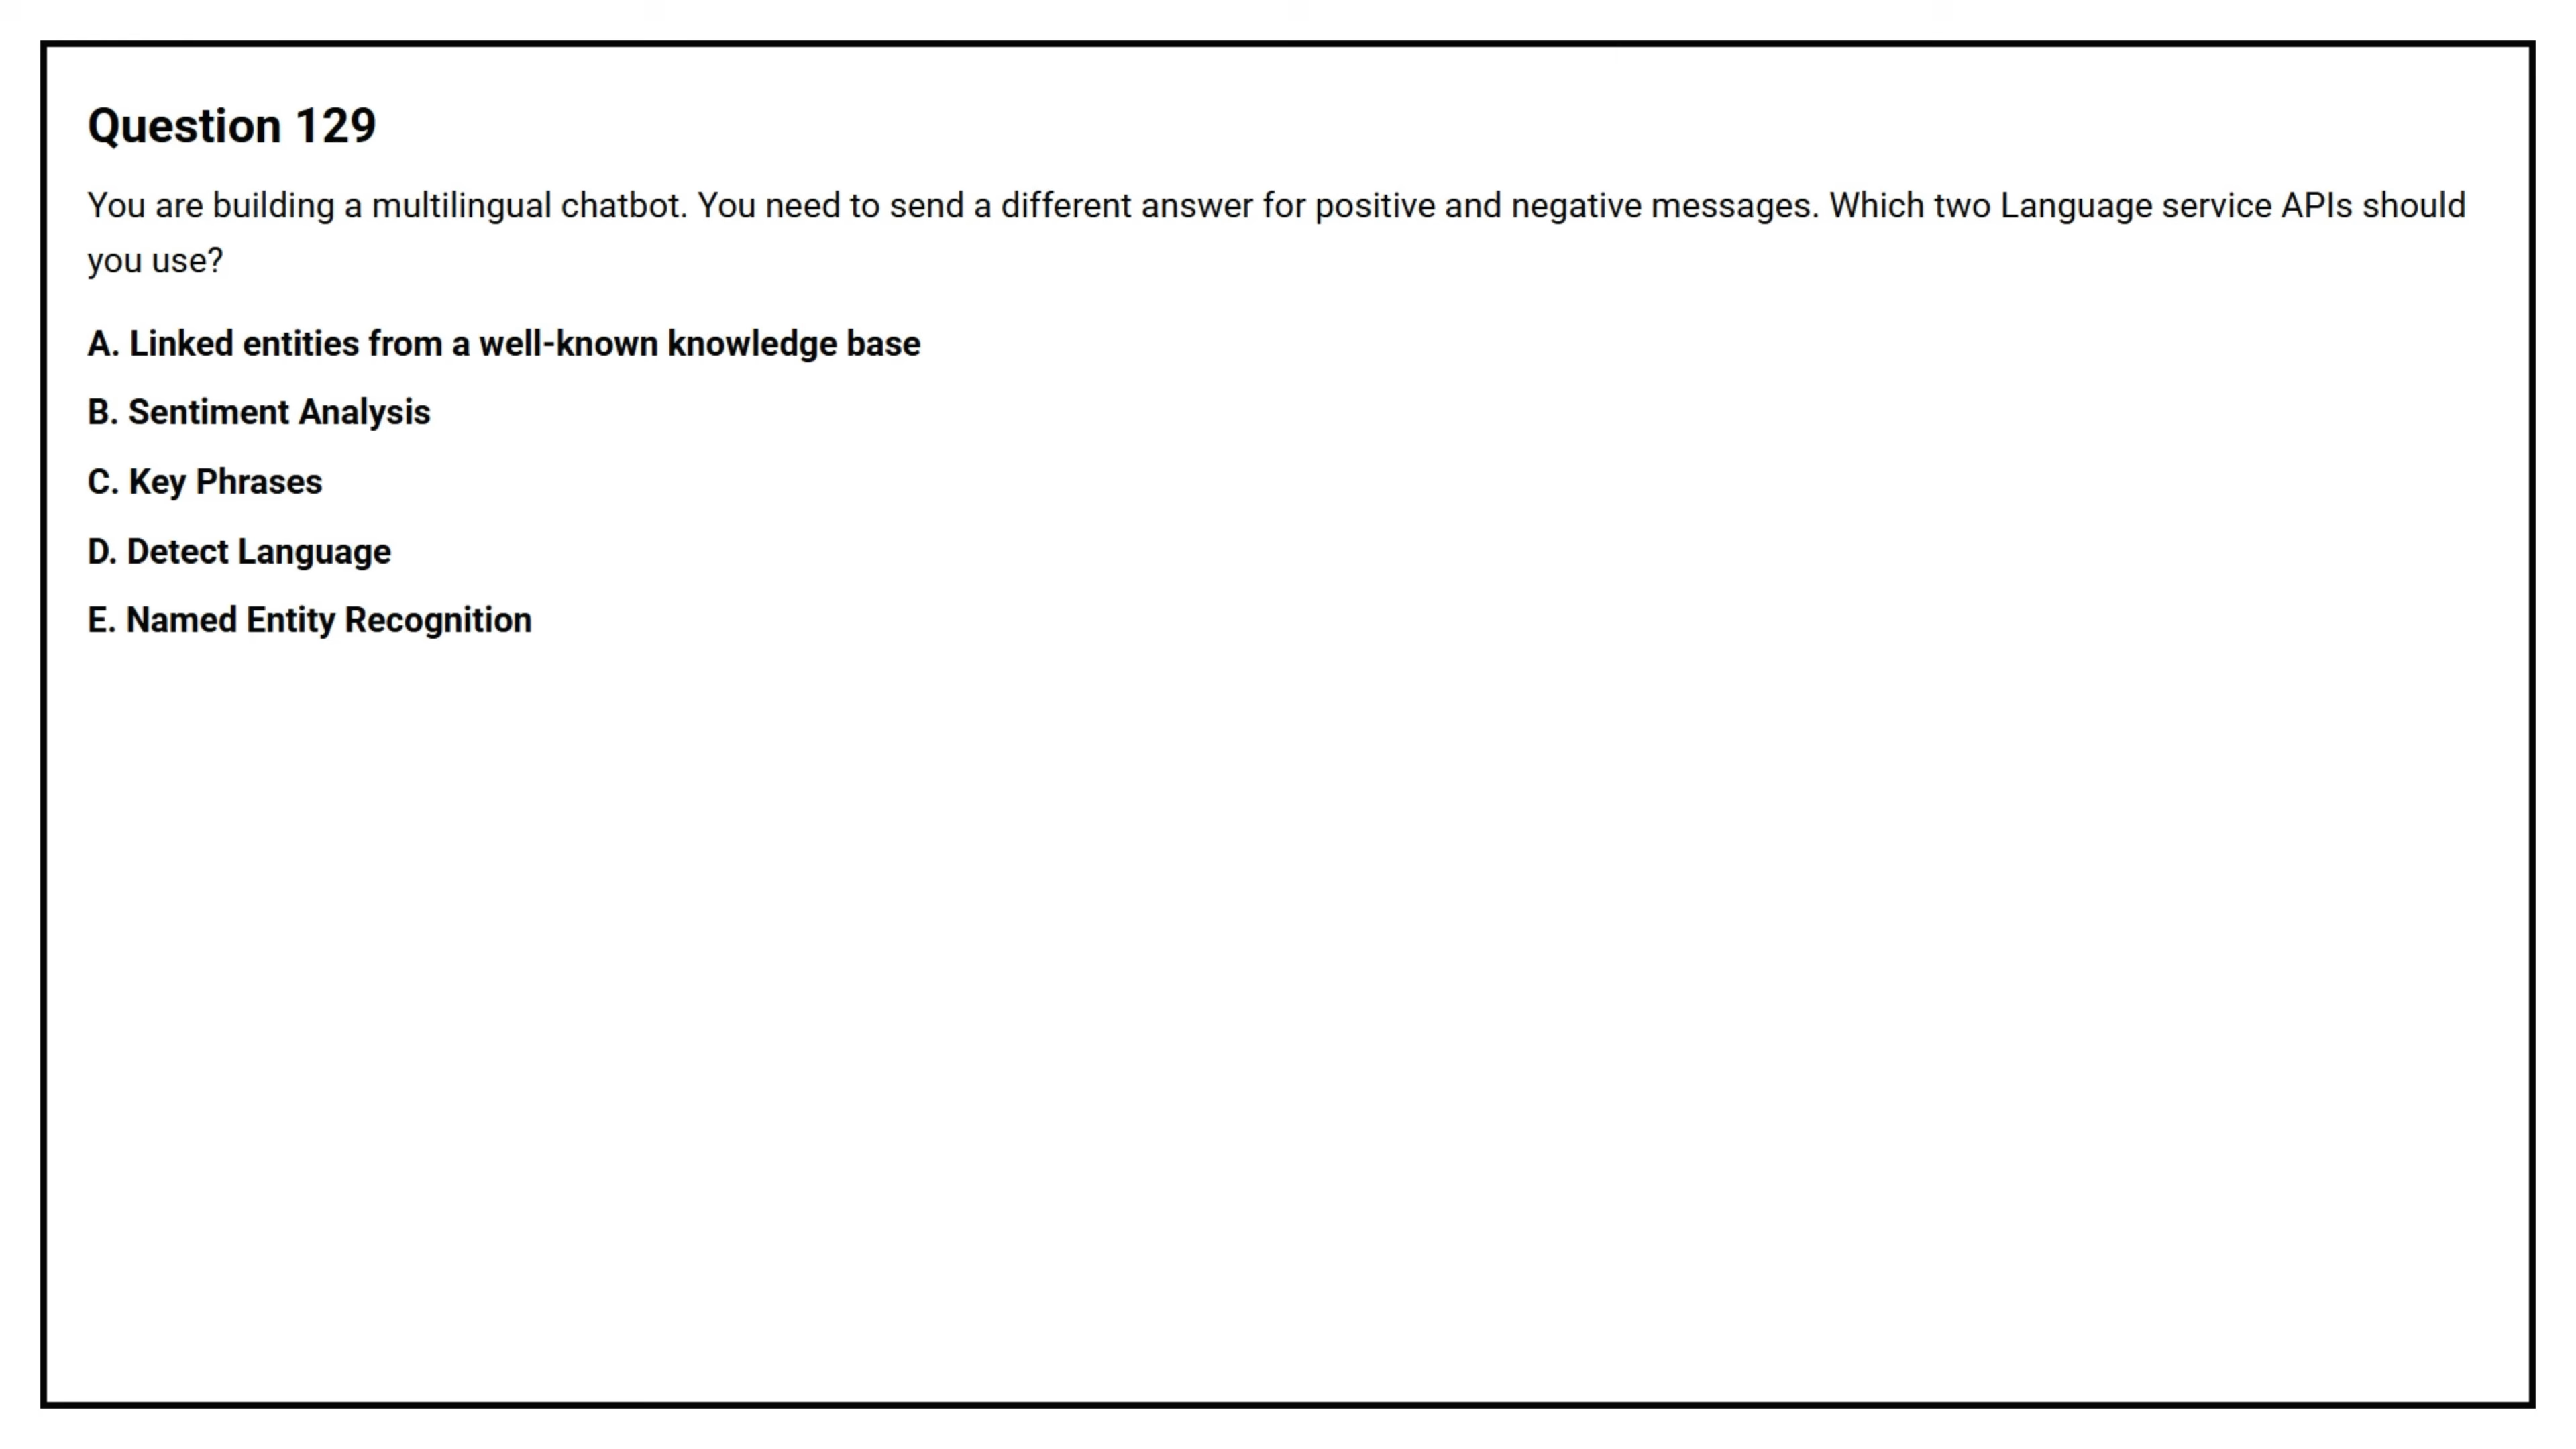 Question 129
You are building a multilingual chatbot. You need to send a different answer for positive and negative messages. Which two Language service APIs should
you use?
A. Linked entities from a well-known knowledge base
B. Sentiment Analysis
C. Key Phrases
D. Detect Language
E. Named Entity Recognition